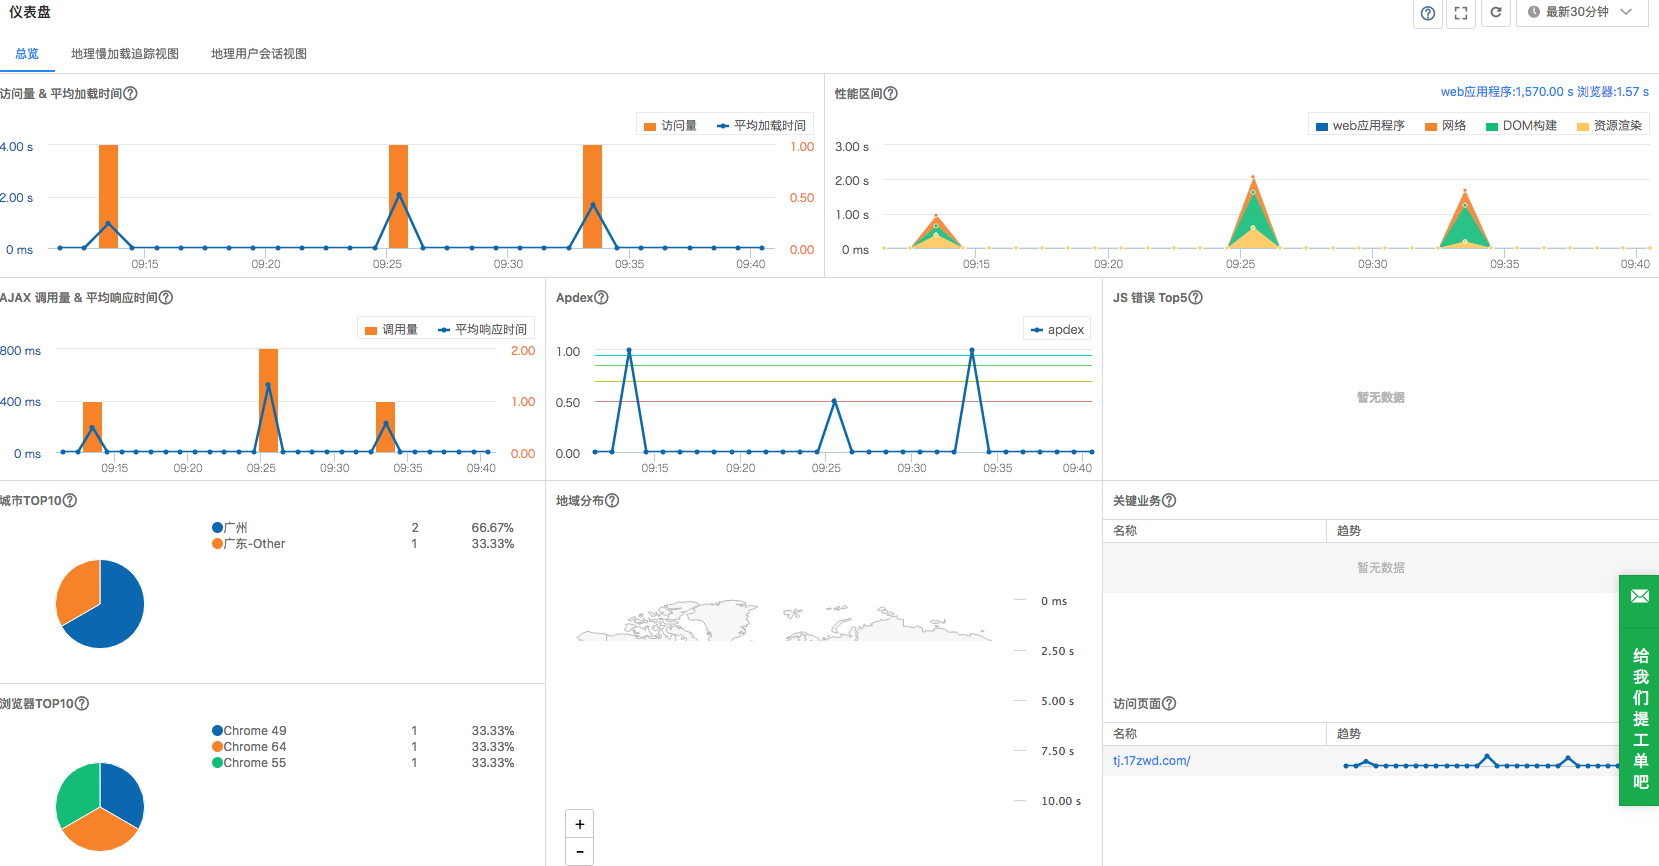 仪表盘
最新30分钟
总览 地理慢加载追踪视图 地理用户会话视图
访问量 & 平均加载时间
访问量 平均加载时间
4.00 s 1.00
2.00 s 0.50
0 ms 0.00
09:15 09:20 09:25 09:30 09:35 09:40
性能区间
web应用程序:1,570.00 s 浏览器:1.57 s
web应用程序 网络 DOM构建 资源渲染
3.00 s
2.00 s
1.00 s
0 ms
09:15 09:20 09:25 09:30 09:35 09:40
AJAX 调用量 & 平均响应时间
调用量 平均响应时间
800 ms 2.00
400 ms 1.00
0 ms 0.00
09:15 09:20 09:25 09:30 09:35 09:40
Apdex
apdex
1.00
0.50
0.00
09:15 09:20 09:25 09:30 09:35 09:40
JS 错误 Top5
暂无数据
城市TOP10
广州 2 66.67%
广东-Other 1 33.33%
地域分布
0 ms
2.50 s
5.00 s
7.50 s
10.00 s
+
-
关键业务
名称 趋势
暂无数据
浏览器TOP10
Chrome 49 1 33.33%
Chrome 64 1 33.33%
Chrome 55 1 33.33%
访问页面
名称 趋势
tj.17zwd.com/
给我们提工单吧